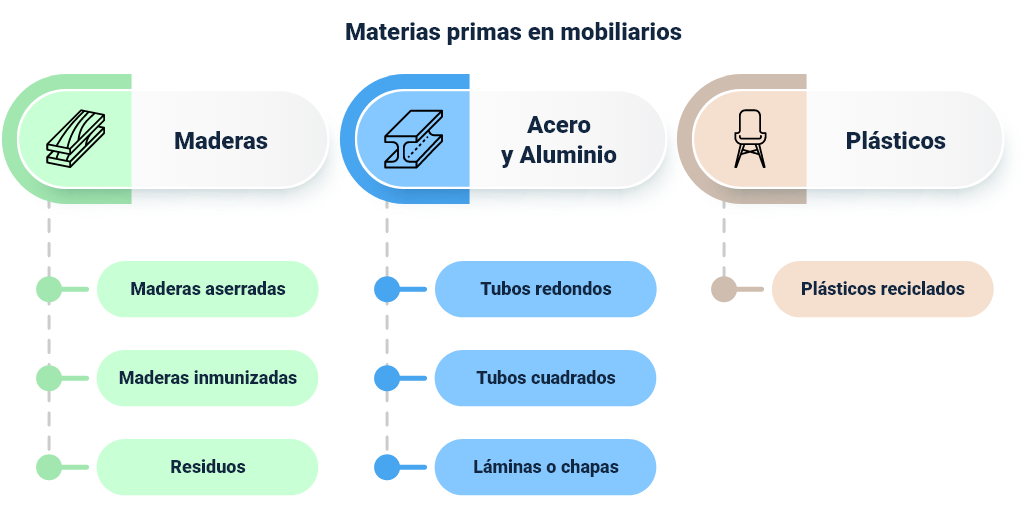 Materias primas en mobiliarios
Maderas
Maderas aserradas
Maderas inmunizadas
Residuos
Acero
y Aluminio
Tubos redondos
Tubos cuadrados
Láminas o chapas
Plásticos
Plásticos reciclados